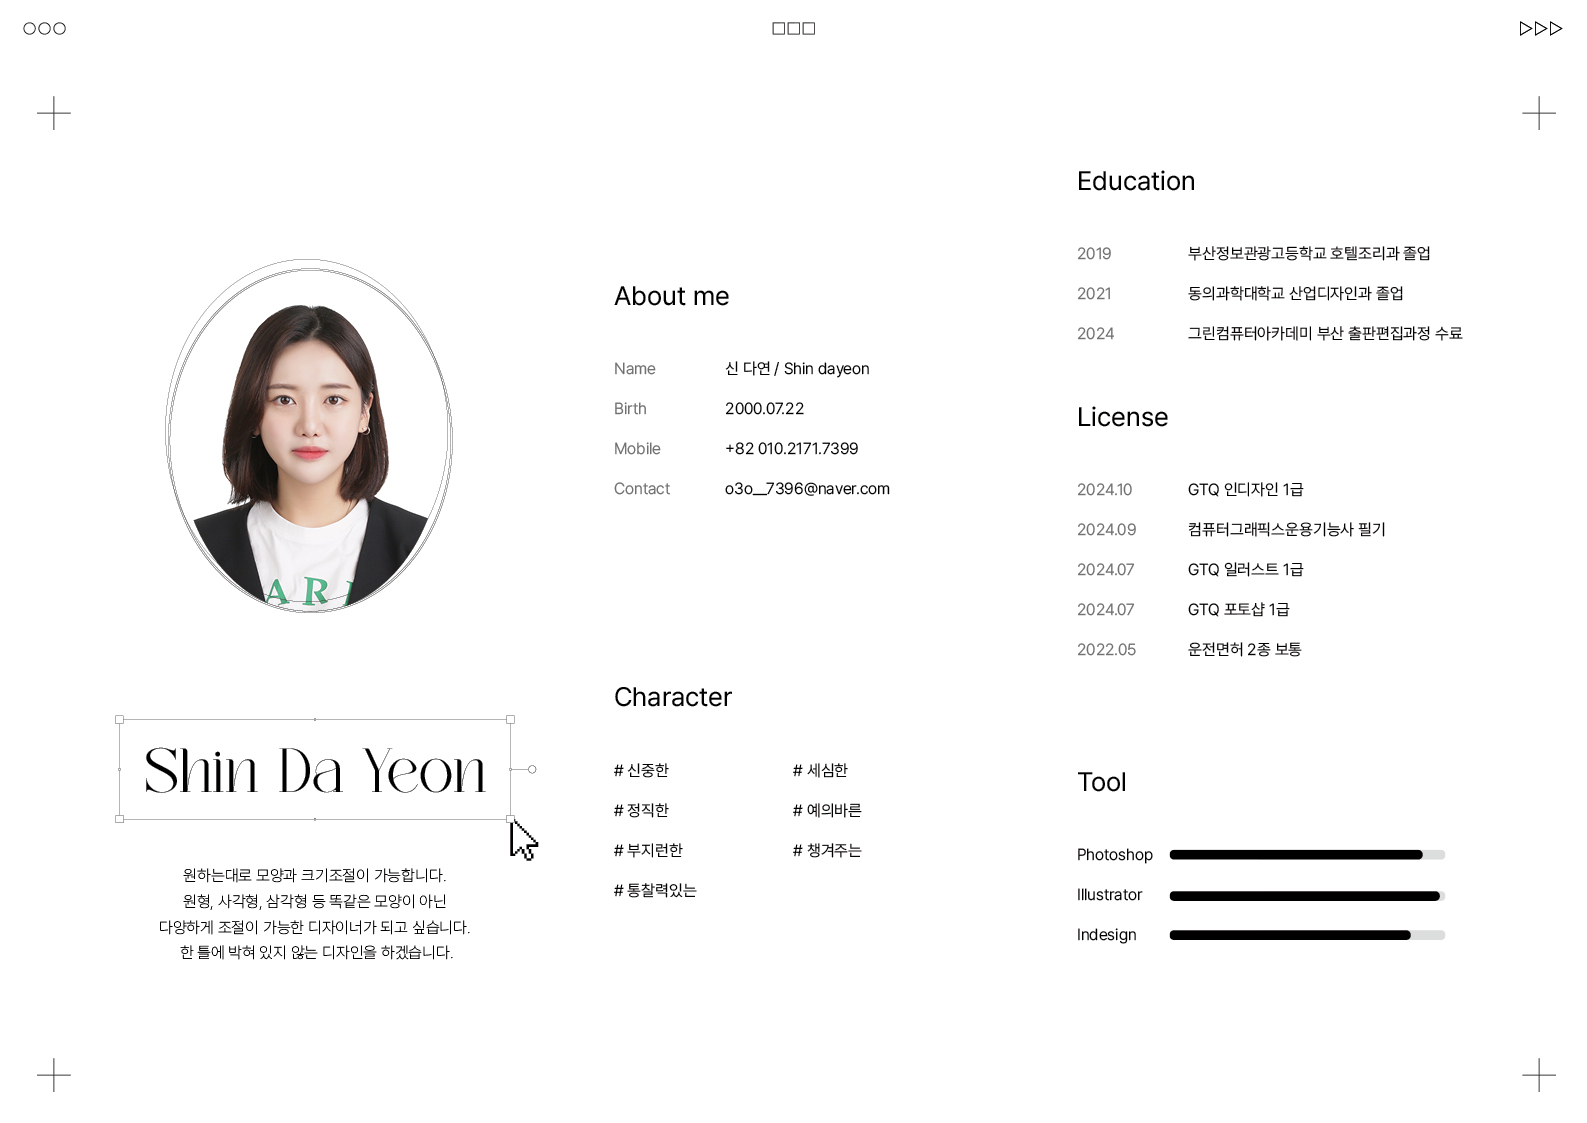 Shin Da Yeon
원하는대로 모양과 크기조절이 가능합니다.
원형, 사각형, 삼각형 등 똑같은 모양이 아닌
다양하게 조절이 가능한 디자이너가 되고 싶습니다.
한 틀에 박혀 있지 않는 디자인을 하겠습니다.
About me
Name 신 다연 / Shin dayeon
Birth 2000.07.22
Mobile +82 010.2171.7399
Contact o3o__7396@naver.com
Character
# 신중한 # 세심한
# 정직한 # 예의바른
# 부지런한 # 챙겨주는
# 통찰력있는
Education
2019 부산정보관광고등학교 호텔조리과 졸업
2021 동의과학대학교 산업디자인과 졸업
2024 그린컴퓨터아카데미 부산 출판편집과정 수료
License
2024.10 GTQ 인디자인 1급
2024.09 컴퓨터그래픽스운용기능사 필기
2024.07 GTQ 일러스트 1급
2024.07 GTQ 포토샵 1급
2022.05 운전면허 2종 보통
Tool
Photoshop
Illustrator
Indesign